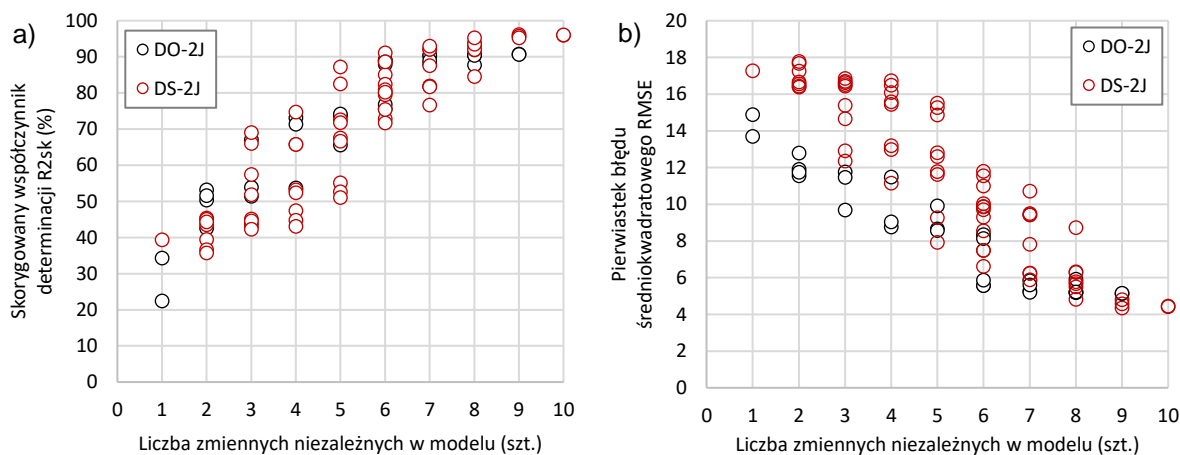 a)
Skorygowany współczynnik
determinacji R2sk (%)
100
90
80
70
60
50
40
30
20
10
0
DO-2J
DS-2J
0 1 2 3 4 5 6 7 8 9 10
Liczba zmiennych niezależnych w modelu (szt.)
b)
Pierwiastek błędu
średniokwadratowego RMSE
20
18
16
14
12
10
8
6
4
2
0
DO-2J
DS-2J
0 1 2 3 4 5 6 7 8 9 10
Liczba zmiennych niezależnych w modelu (szt.)